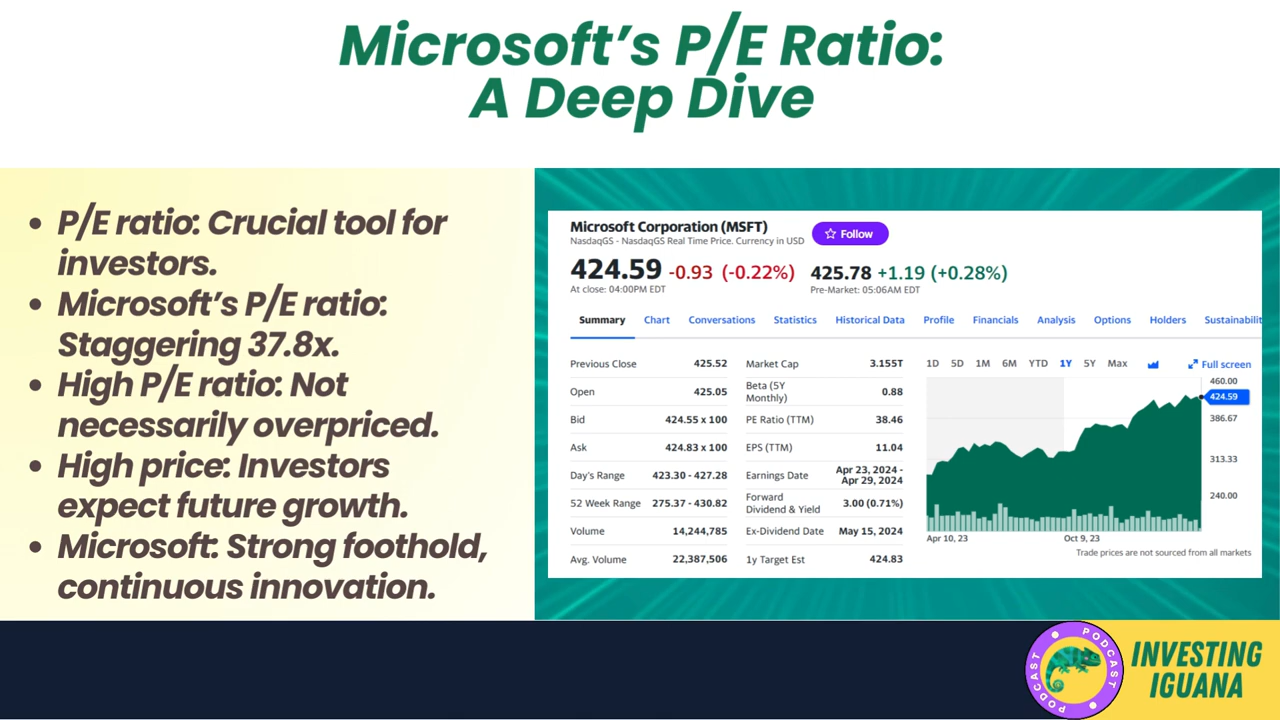 Microsoft's P/E Ratio:
A Deep Dive
• P/E ratio: Crucial tool for
investors.
• Microsoft's P/E ratio:
Staggering 37.8x.
• High P/E ratio: Not
necessarily overpriced.
• High price: Investors
expect future growth.
• Microsoft: Strong foothold,
continuous innovation.
Microsoft Corporation (MSFT)
Follow
NasdaqGS - NasdaqGS Real Time Price. Currency in USD
424.59 -0.93 (-0.22%) 425.78 +1.19 (+0.28%)
At close: 04:00PM EDT Pre-Market: 05:06AM EDT
Summary Chart Conversations Statistics Historical Data Profile Financials Analysis Options Holders Sustainabilit
Previous Close 425.52
Open 425.05
Bid 424.55 x 100
Ask 424.83 x 100
Day's Range 423.30 - 427.28
52 Week Range 275.37 - 430.82
Volume 14,244,785
Avg. Volume 22,387,506
Market Cap 3.155T
Beta (5Y
Monthly) 0.88
PE Ratio (TTM) 38.46
EPS (TTM) 11.04
Earnings Date Apr 23, 2024 -
Apr 29, 2024
Forward
Dividend & Yield 3.00 (0.71%)
Ex-Dividend Date May 15, 2024
1y Target Est 424.83
1D 5D 1M 6M YTD 1Y 5Y Max Full screen
460.00
424.59
386.67
313.33
240.00
Apr 10, 23 Oct 9, 23
Trade prices are not sourced from all markets
PODCAST PODCAST PODCAST
INVESTING
IGUANA